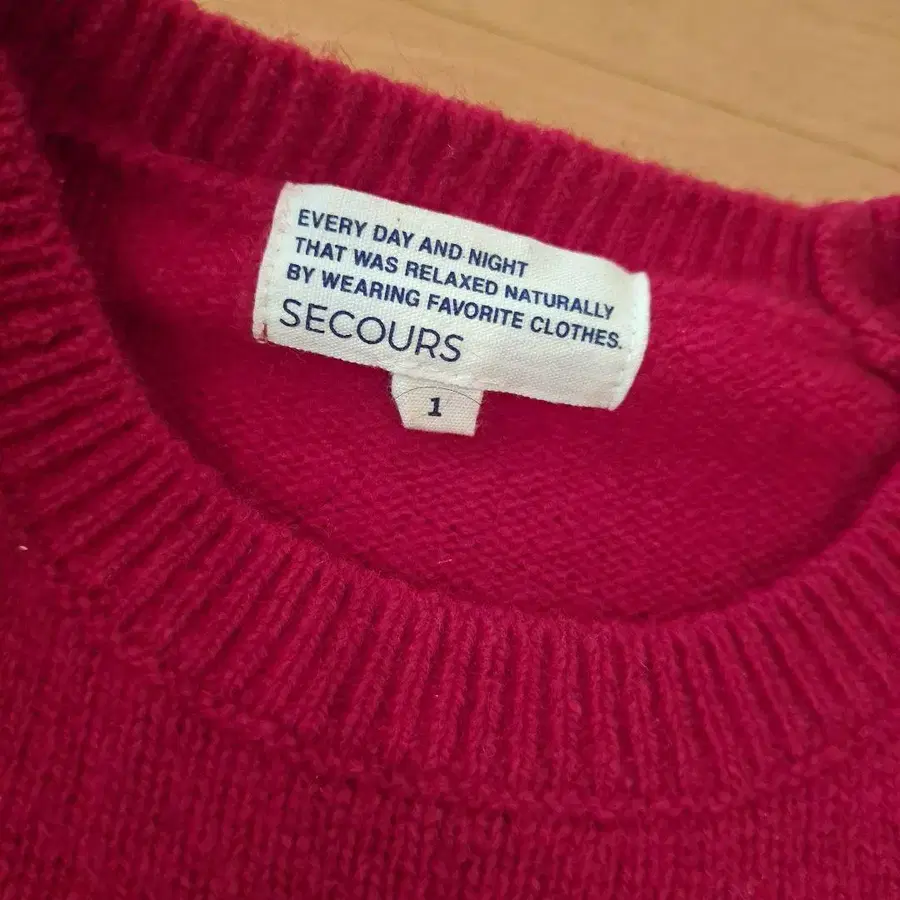 EVERY DAY AND NIGHT
THAT WAS RELAXED NATURALLY
BY WEARING FAVORITE CLOTHES.
SECOURS
1